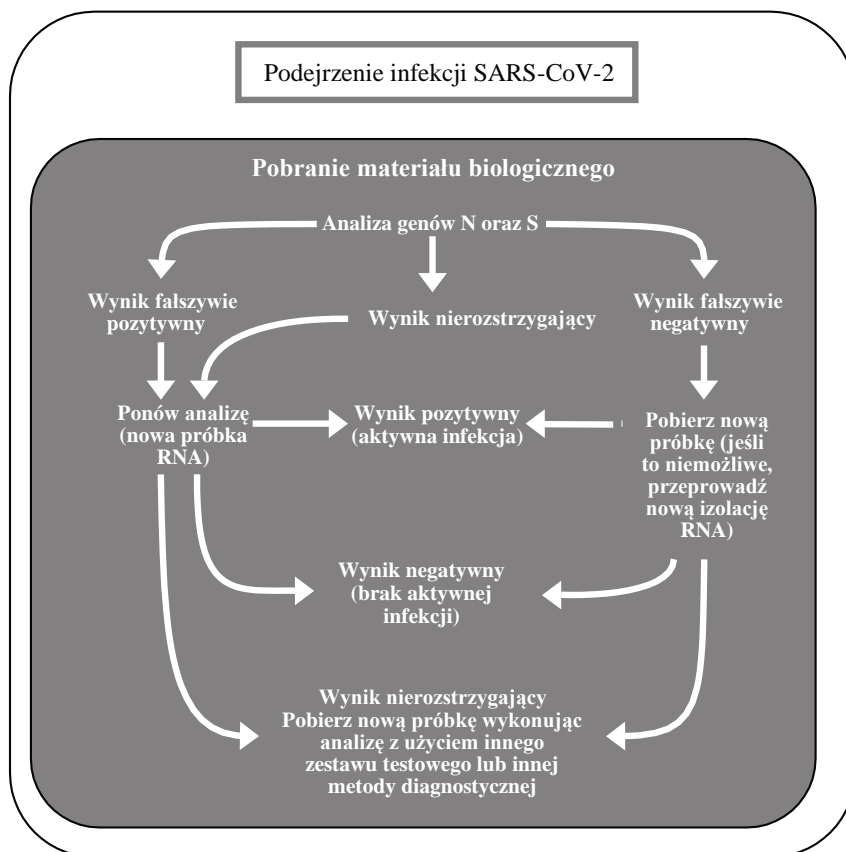 Podejrzenie infekcji SARS-CoV-2
Pobranie materiału biologicznego
Analiza genów N oraz S
Wynik fałszywie
pozytywny
Wynik nierozstrzygający
Wynik fałszywie
negatywny
Ponów analizę
(nowa próbka
RNA)
Wynik pozytywny
(aktywna infekcja)
Pobierz nową
próbkę (jeśli
to niemożliwe,
przeprowadź
nową izolację
RNA)
Wynik negatywny
(brak aktywnej
infekcji)
Wynik nierozstrzygający
Pobierz nową próbkę wykonując
analizę z użyciem innego
zestawu testowego lub innej
metody diagnostycznej